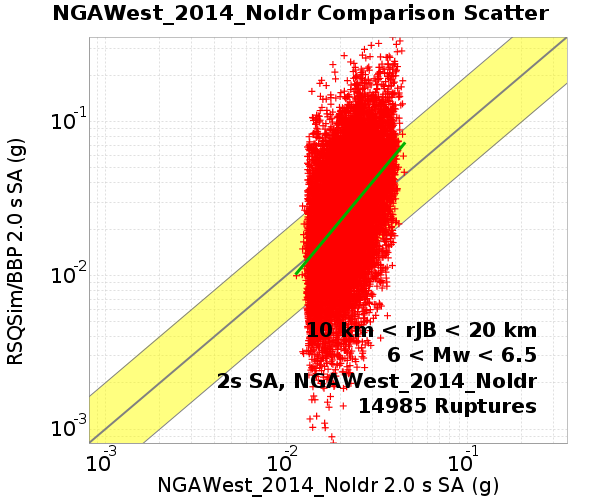 NGAWest_2014_NoIdr Comparison Scatter
RSQSim/BBP 2.0 s SA (g)
10-1
10-2
10-3
10 km < rJB < 20 km
6 < Mw < 6.5
2s SA, NGAWest_2014_NoIdr
14985 Ruptures
10-3 10-2 10-1
NGAWest_2014_NoIdr 2.0 s SA (g)